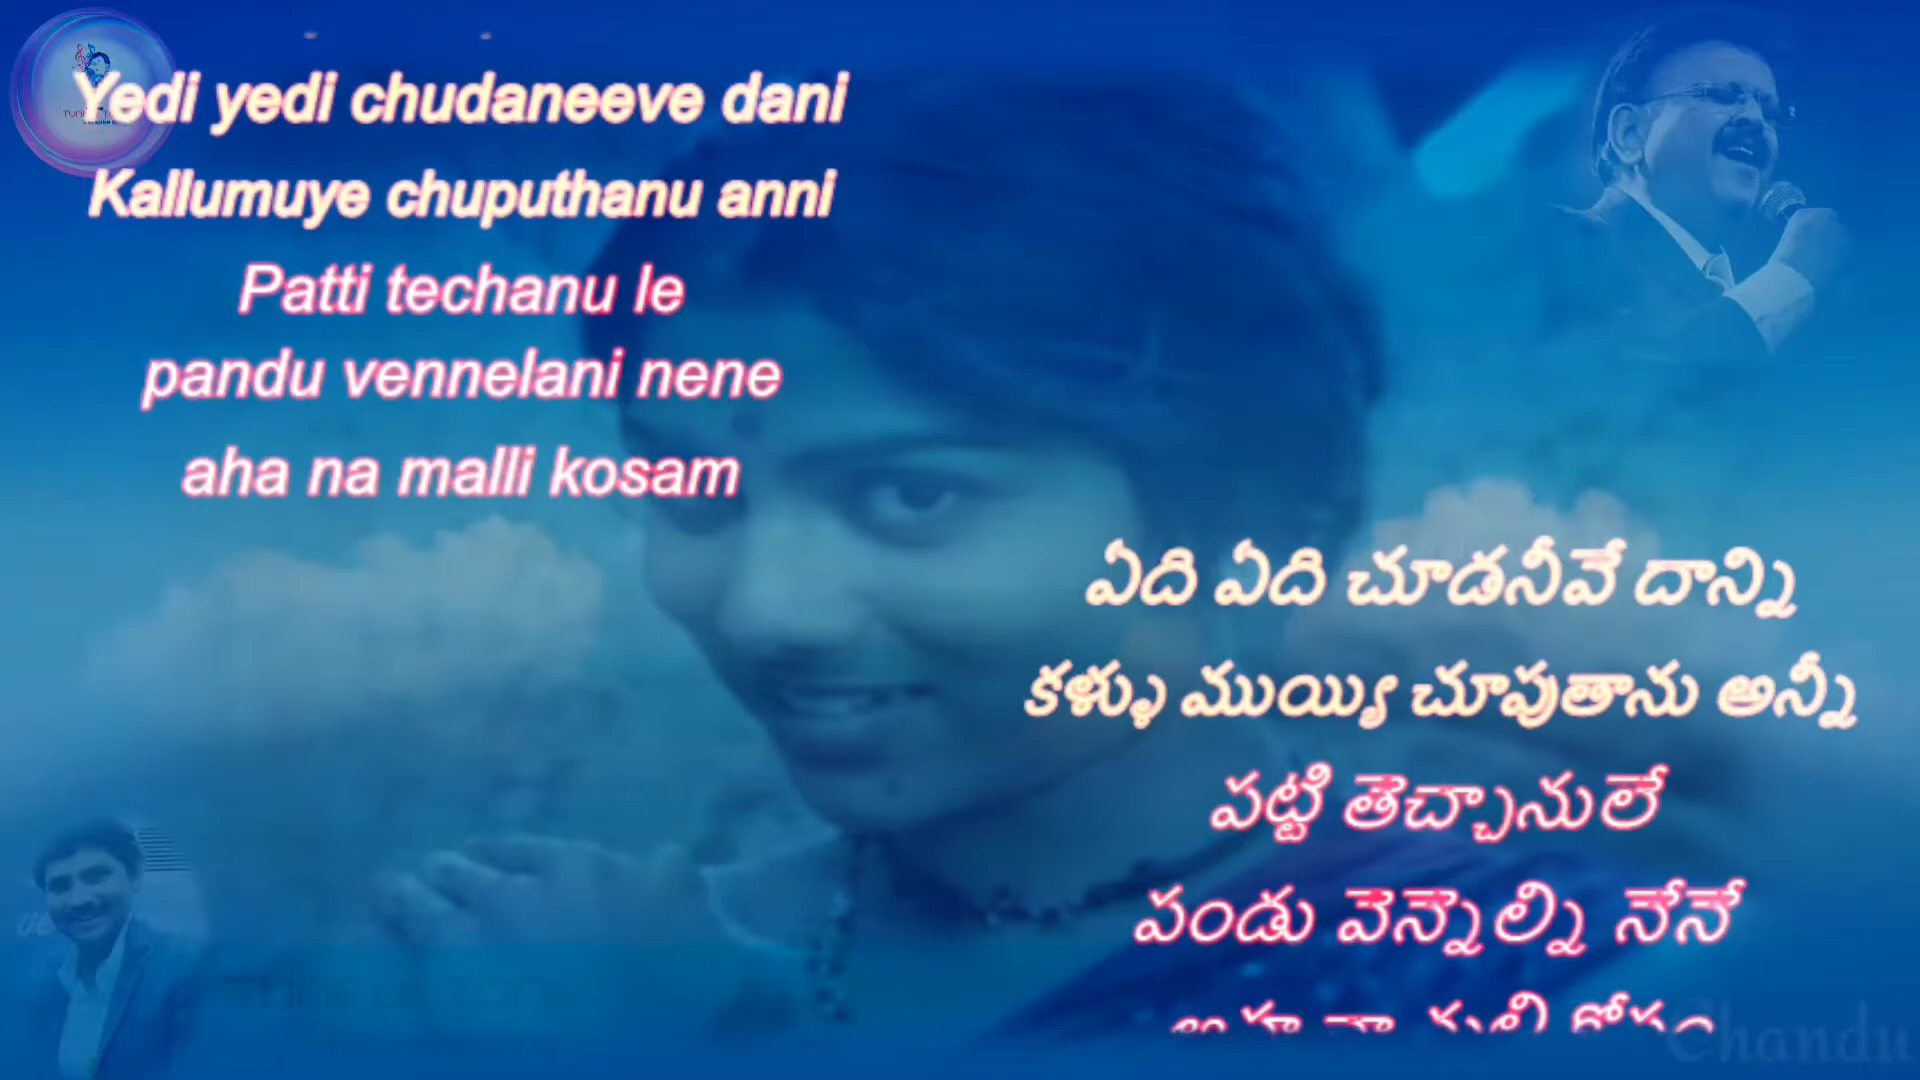 Yedi yedi chudaneeve dani
Kallumuye chuputhanu anni
Patti techanu le
pandu vennelani nene
aha na malli kosam
ఏది ఏది చూడనీవే దాన్ని
కళ్ళు ముయ్యి చూపుతాను అన్నీ
పట్టి తెచ్చానులే
పండు వెన్నెల్ని నేనే
Chandu